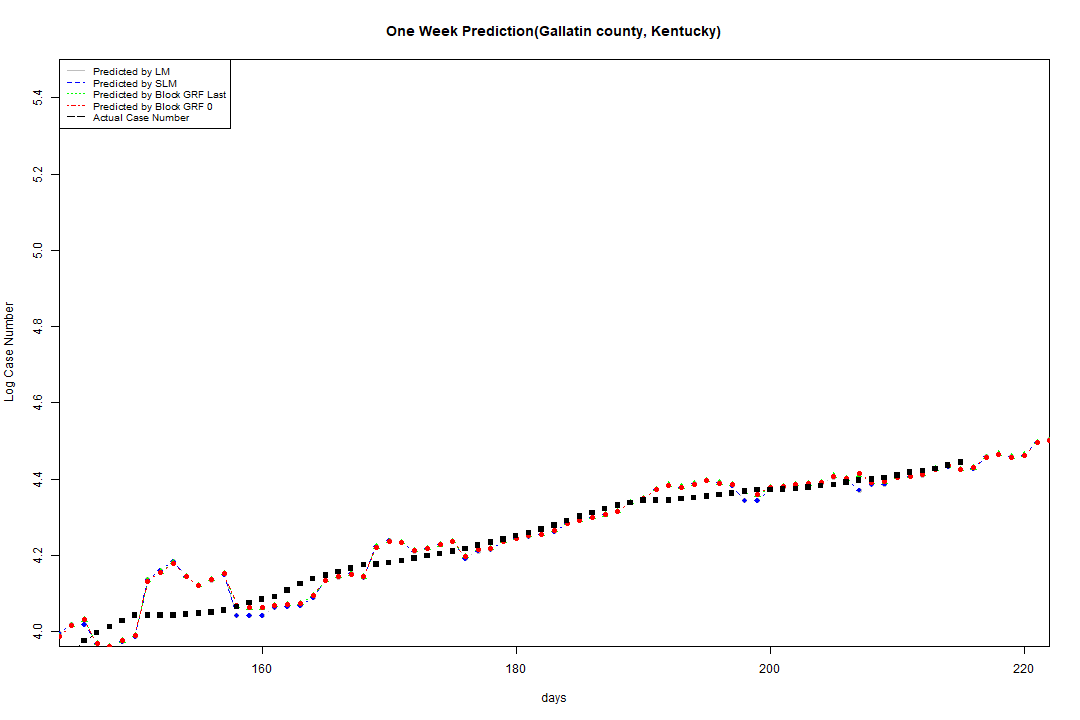 One Week Prediction(Gallatin county, Kentucky)
Predicted by LM
Predicted by SLM
Predicted by Block GRF Last
Predicted by Block GRF 0
Actual Case Number
5.4
5.2
5.0
4.8
4.6
4.4
4.2
4.0
Log Case Number
160 180 200 220
days